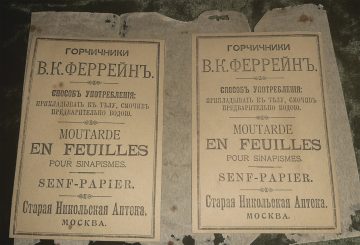 ГОРЧИЧНИКИ
В.К.ФЕРРЕЙНЪ.
СПОСОБЪ УПОТРЕБЛЕНІЯ:
ПРИКЛАДЫВАТЬ КЪ ТѢЛУ, СМОЧИВЪ
ПРЕДВАРИТЕЛЬНО ВОДОЮ.
MOUTARDE
EN FEUILLES
POUR SINAPISMES.
SENF-PAPIER.
Старая Никольская Аптека.
МОСКВА.
ГОРЧИЧНИКИ
В.К.ФЕРРЕЙНЪ.
СПОСОБЪ УПОТРЕБЛЕНІЯ:
ПРИКЛАДЫВАТЬ КЪ ТѢЛУ, СМОЧИВЪ
ПРЕДВАРИТЕЛЬНО ВОДОЮ.
MOUTARDE
EN FEUILLES
POUR SINAPISMES.
SENF-PAPIER.
Старая Никольская Аптека.
МОСКВА.